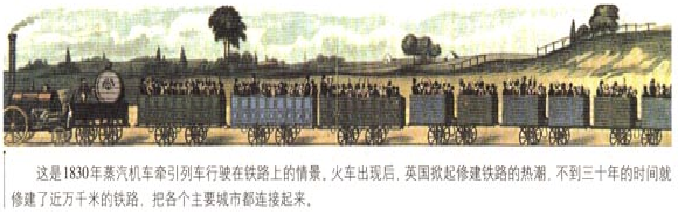 这是1830年蒸汽机车牵引列车行驶在铁路上的情景。火车出现后，英国掀起修建铁路的热潮，不到三十年的时间就
修建了近万千米的铁路，把各个主要城市都连接起来。